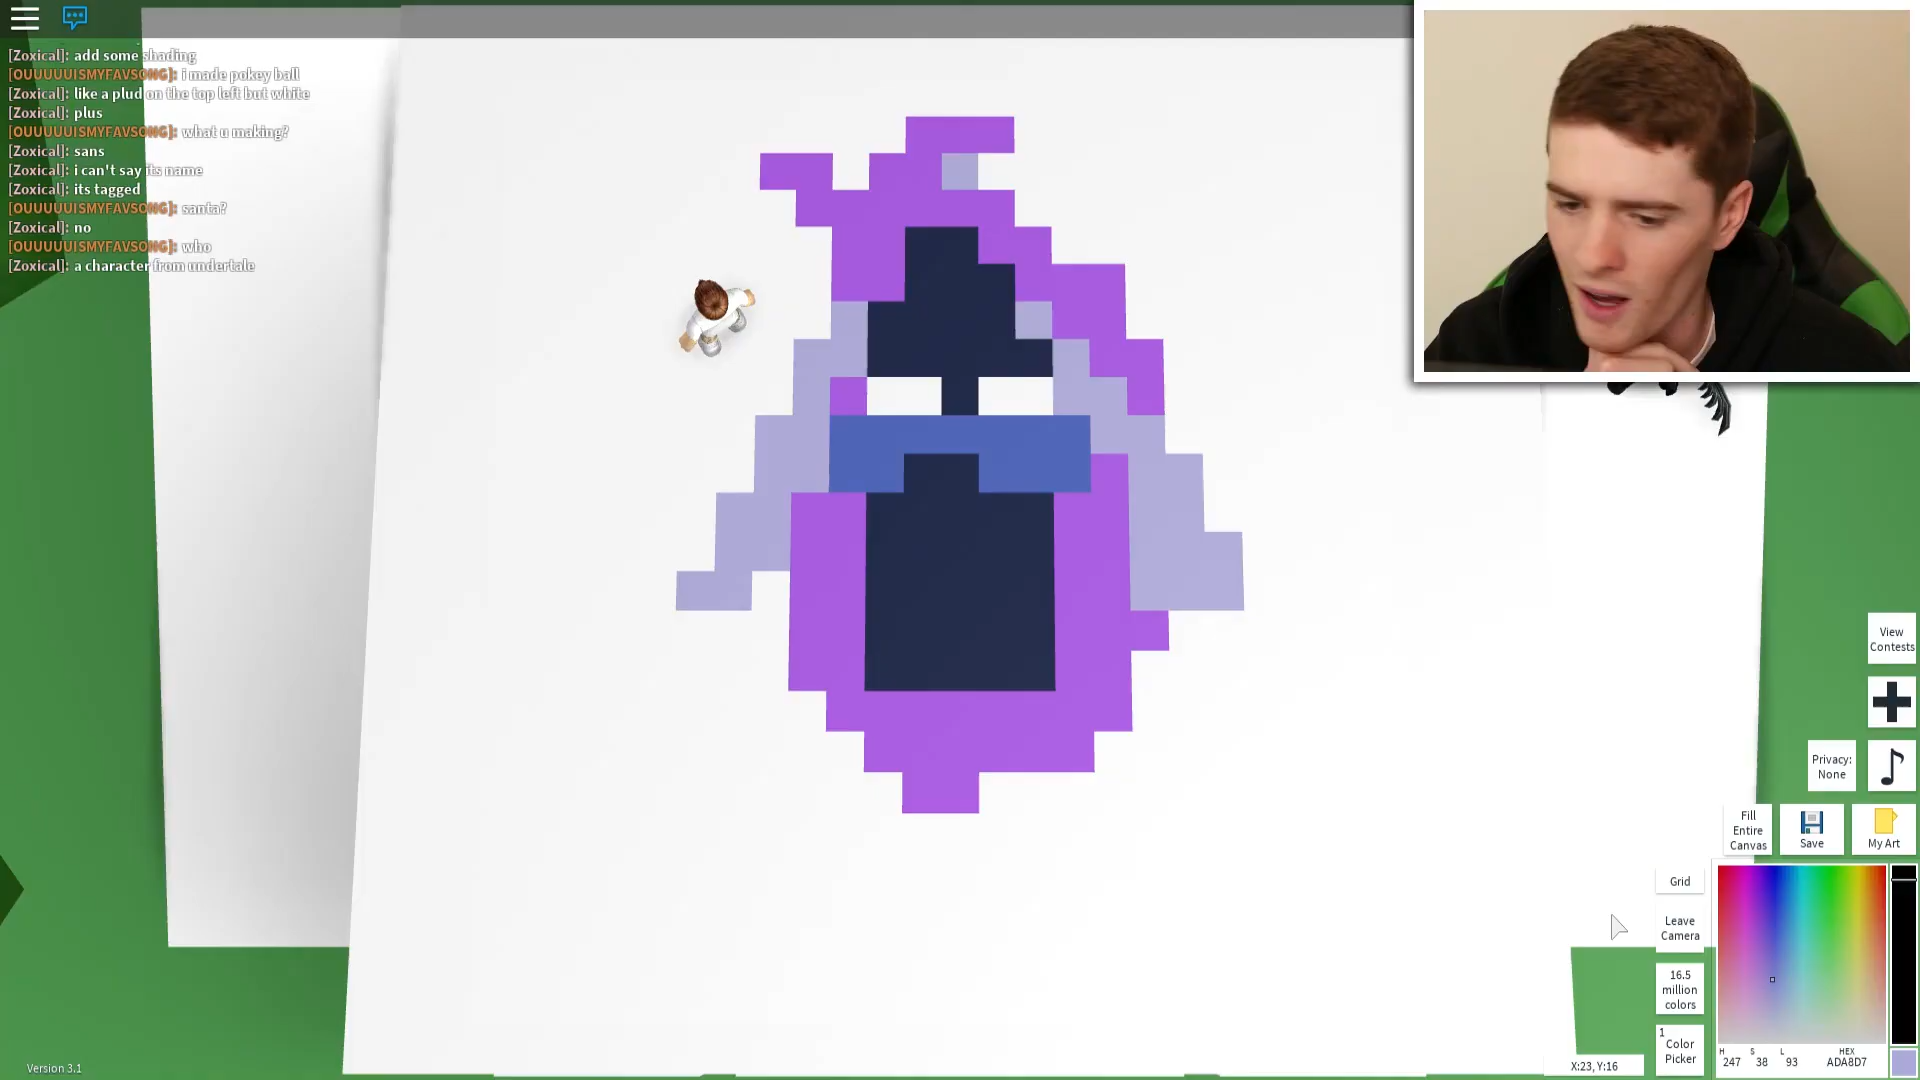 [Zoxical]: add some shading
[OUUUUUISMYFAVSONG]: i made pokey ball
[Zoxical]: like a plud on the top left but white
[Zoxical]: plus
[OUUUUUISMYFAVSONG]: what u making?
[Zoxical]: sans
[Zoxical]: i can't say its name
[Zoxical]: its tagged
[OUUUUUISMYFAVSONG]: santa?
[Zoxical]: no
[OUUUUUISMYFAVSONG]: who
[Zoxical]: a character from undertale
View
Contests
Privacy:
None
Fill
Entire
Canvas
Save
My Art
Grid
Leave
Camera
16.5
million
colors
1
Color
Picker
H S L HEX
247 38 93 ADA8D7
X:23, Y:16
Version 3.1